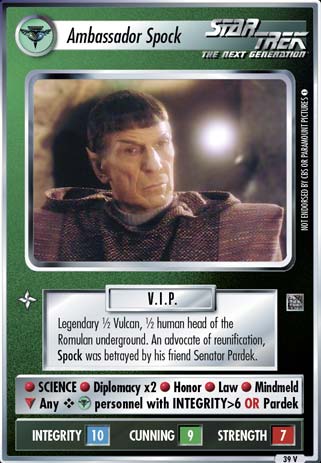 Ambassador Spock
STAR TREK
THE NEXT GENERATION
NOT ENDORSED BY CBS OR PARAMOUNT PICTURES
V.I.P.
Legendary ½ Vulcan, ½ human head of the
Romulan underground. An advocate of reunification,
Spock was betrayed by his friend Senator Pardek.
SCIENCE Diplomacy x2 Honor Law Mindmeld
Any personnel with INTEGRITY>6 OR Pardek
INTEGRITY 10 CUNNING 9 STRENGTH 7
39 V